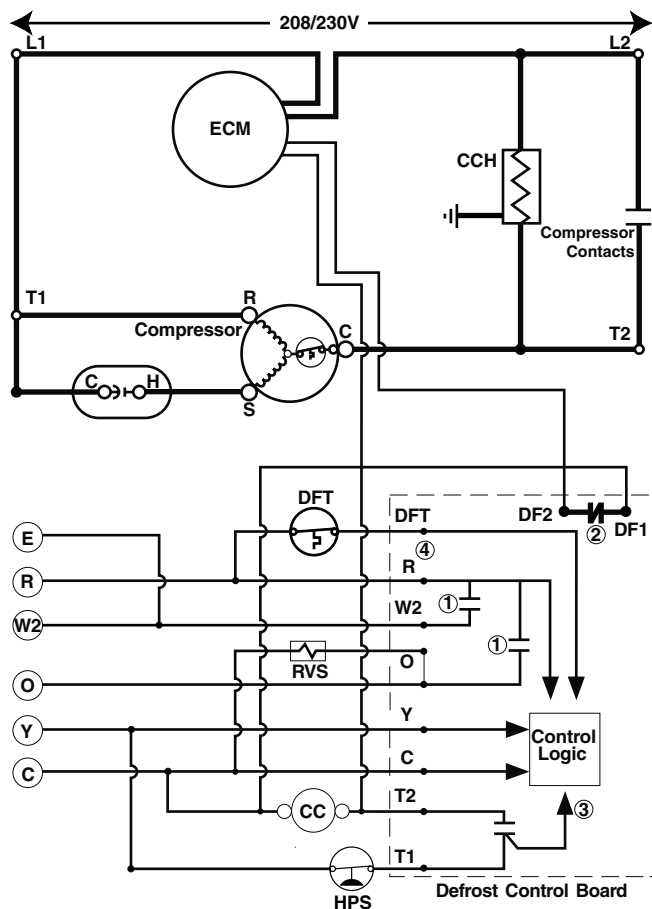 208/230V
L1
L2
ECM
CCH
Compressor
Contacts
T1
R
Compressor
C
T2
C
H
S
DFT
DFT
DF2
DF1
②
E
④
R
R
W2
W2
①
①
O
RVS
O
Y
Y
Control
Logic
C
C
CC
T2
③
T1
HPS
Defrost Control Board